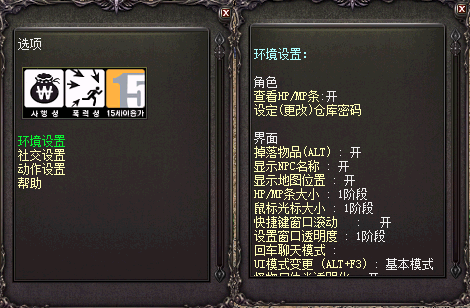 选项
사행성 폭력성 15세이용가
环境设置
社交设置
动作设置
帮助
环境设置:
角色
查看HP/MP条:开
设定(更改)仓库密码
界面
掉落物品(ALT) : 开
显示NPC名称 : 开
显示地图位置 : 开
HP/MP条大小 : 1阶段
鼠标光标大小 : 1阶段
快捷键窗口滚动 : 开
设置窗口透明度 : 1阶段
回车聊天模式:
UI模式变更 (ALT+F3) : 基本模式